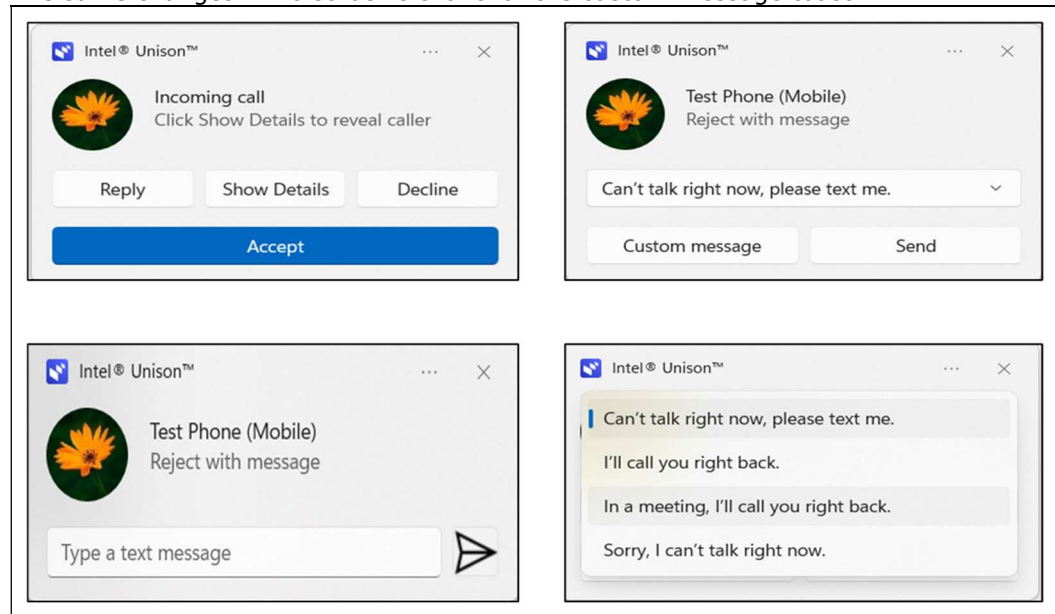 Intel® Unison™
Incoming call
Click Show Details to reveal caller
Reply Show Details Decline
Accept
Intel® Unison™
Test Phone (Mobile)
Reject with message
Can't talk right now, please text me.
Custom message Send
Intel® Unison™
Test Phone (Mobile)
Reject with message
Type a text message
Intel® Unison™
Can't talk right now, please text me.
I'll call you right back.
In a meeting, I'll call you right back.
Sorry, I can't talk right now.